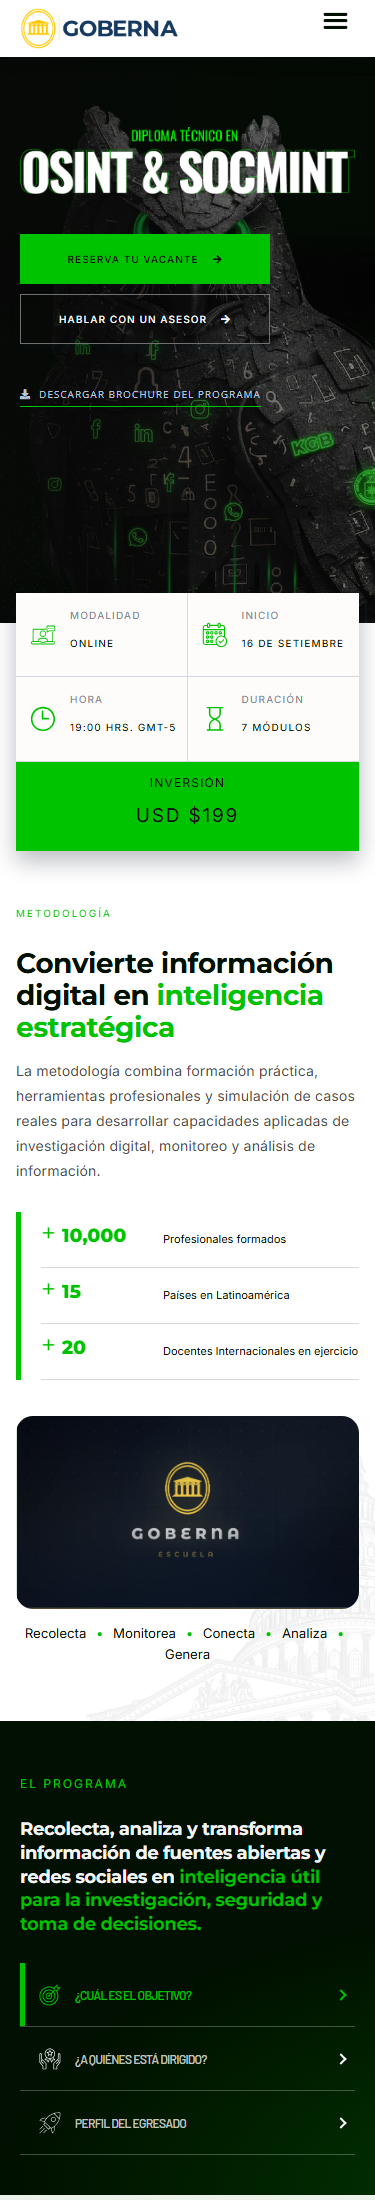 GOBERNA
DIPLOMA TÉCNICO EN
OSINT & SOCMINT
RESERVA TU VACANTE
HABLAR CON UN ASESOR
DESCARGAR BROCHURE DEL PROGRAMA
KGB
MODALIDAD
ONLINE
INICIO
16 DE SETIEMBRE
HORA
19:00 HRS. GMT-5
DURACIÓN
7 MÓDULOS
INVERSIÓN
USD $199
METODOLOGÍA
Convierte información
digital en inteligencia
estratégica
La metodología combina formación práctica,
herramientas profesionales y simulación de casos
reales para desarrollar capacidades aplicadas de
investigación digital, monitoreo y análisis de
información.
+ 10,000 Profesionales formados
+ 15 Países en Latinoamérica
+ 20 Docentes Internacionales en ejercicio
GOBERNA
ESCUELA
Recolecta • Monitorea • Conecta • Analiza •
Genera
EL PROGRAMA
Recolecta, analiza y transforma
información de fuentes abiertas y
redes sociales en inteligencia útil
para la investigación, seguridad y
toma de decisiones.
¿CUÁL ES EL OBJETIVO?
¿A QUIÉNES ESTÁ DIRIGIDO?
PERFIL DEL EGRESADO